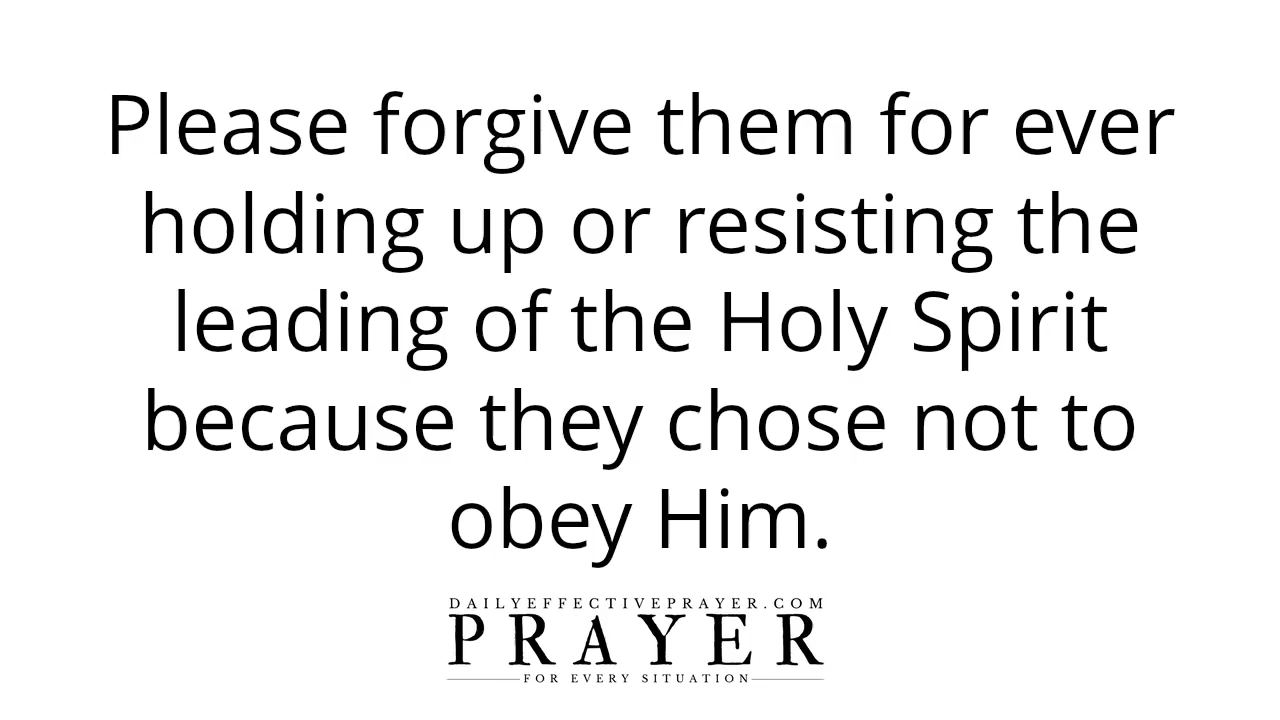 Please forgive them for ever
holding up or resisting the
leading of the Holy Spirit
because they chose not to
obey Him.
DAILYEFFECTIVEPRAYER.COM
PRAYER
FOR EVERY SITUATION